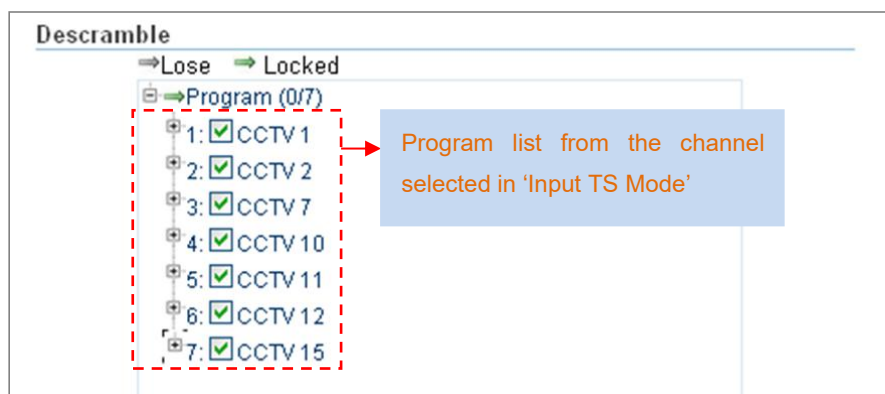 Descramble
Lose Locked
Program (0/7)
1: CCTV 1
Program list from the channel
2: CCTV 2
selected in ‘Input TS Mode’
3: CCTV 7
4: CCTV 10
5: CCTV 11
6: CCTV 12
7: CCTV 15